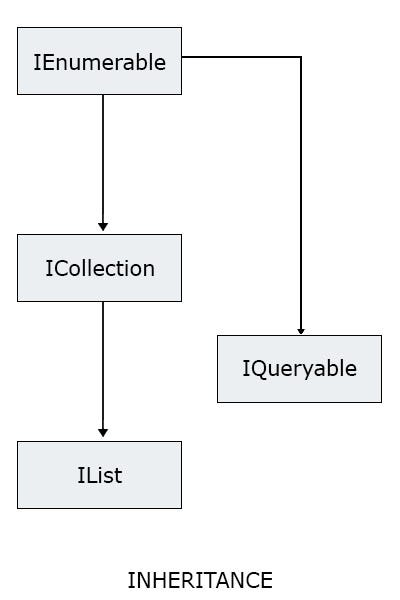 IEnumerable
ICollection
IQueryable
IList
INHERITANCE